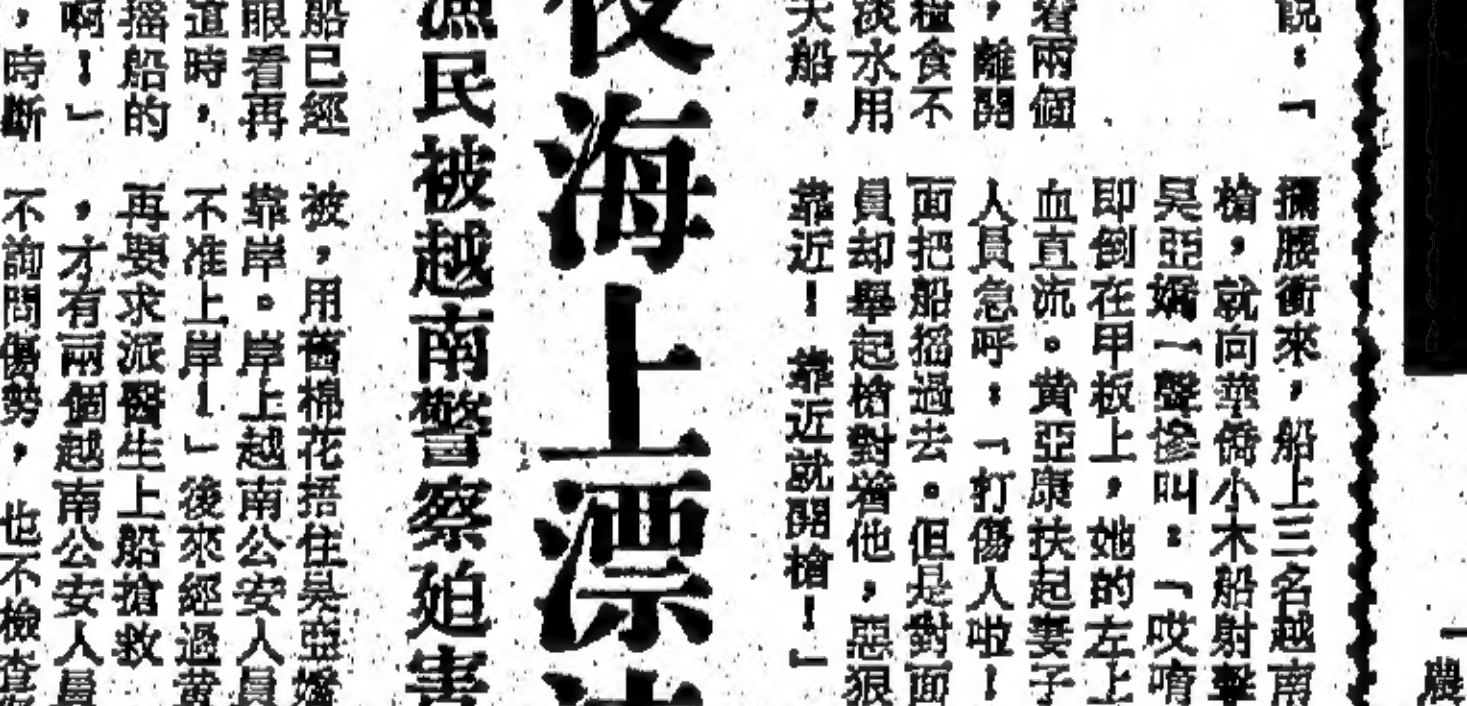 農
說：「
着兩個
，離開
糧食不
淡水用
天船，
攔腰衝來，船上三名越南
槍，就向華僑小木船射擊
吳亞嬌一聲慘叫：「哎唷
即倒在甲板上，她的左上
血直流。黃亞康扶起妻子
人員急呼：「打傷人啦！
面把船搖過去。但是對面
員却舉起槍對着他，惡狠
靠近！靠近就開槍！」
夜海上漂
漁民被越南警察廹害
船已經
眼看再
道時，
搖船的
啊！」
，時斷
被，用舊棉花捂住吳亞嬌
靠岸。岸上越南公安人員
不准上岸！」後來經過黃
再要求派醫生上船搶救
，才有兩個越南公安人員
不詢問傷勢，也不檢查